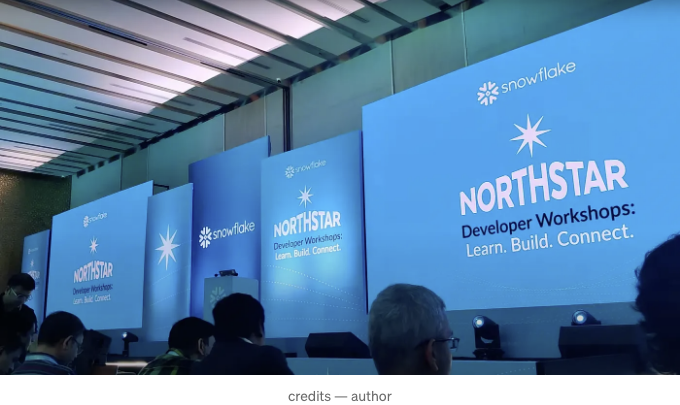 snowflake
NORTHSTAR
Developer Workshops:
Learn. Build. Connect.
snowflake
snowflake
NORTHSTAR
Developer Workshops:
Learn. Build. Connect.
snowflake
NORTHSTAR
Developer Workshops:
Learn. Build. Connect.
credits — author